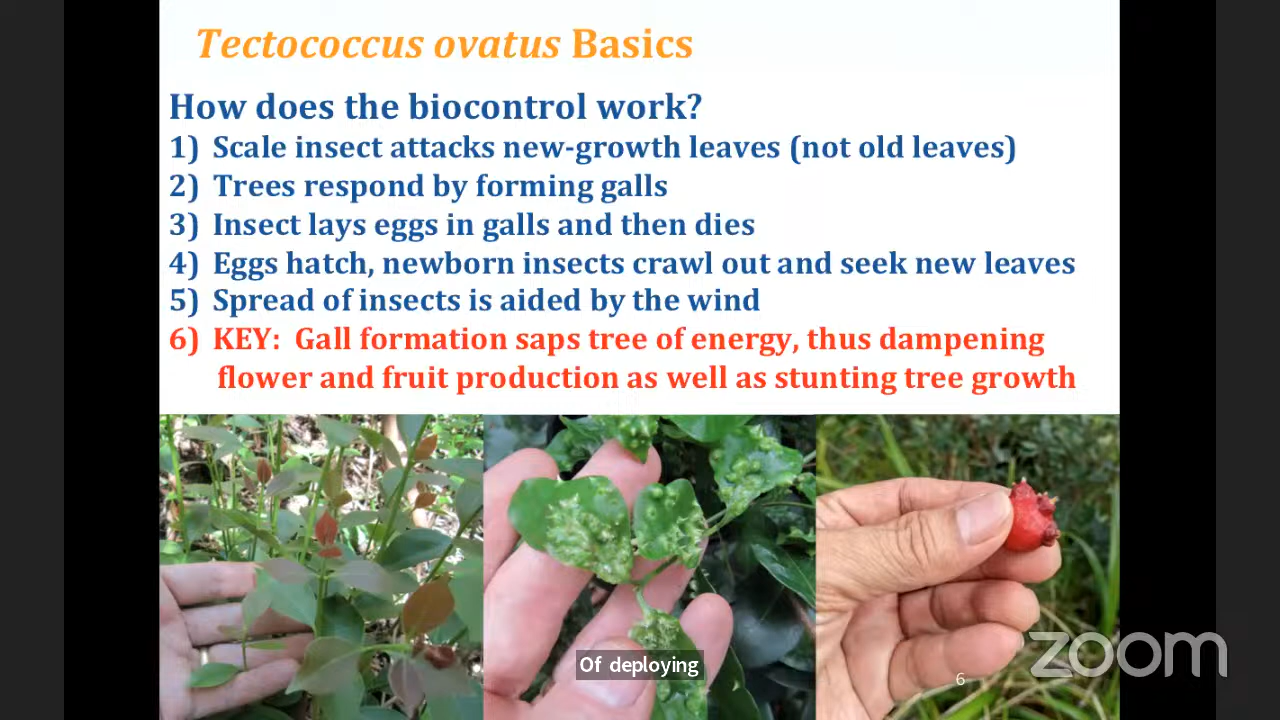 Tectococcus ovatus Basics
How does the biocontrol work?
1) Scale insect attacks new-growth leaves (not old leaves)
2) Trees respond by forming galls
3) Insect lays eggs in galls and then dies
4) Eggs hatch, newborn insects crawl out and seek new leaves
5) Spread of insects is aided by the wind
6) KEY: Gall formation saps tree of energy, thus dampening
flower and fruit production as well as stunting tree growth
Of deploying
zoom
6